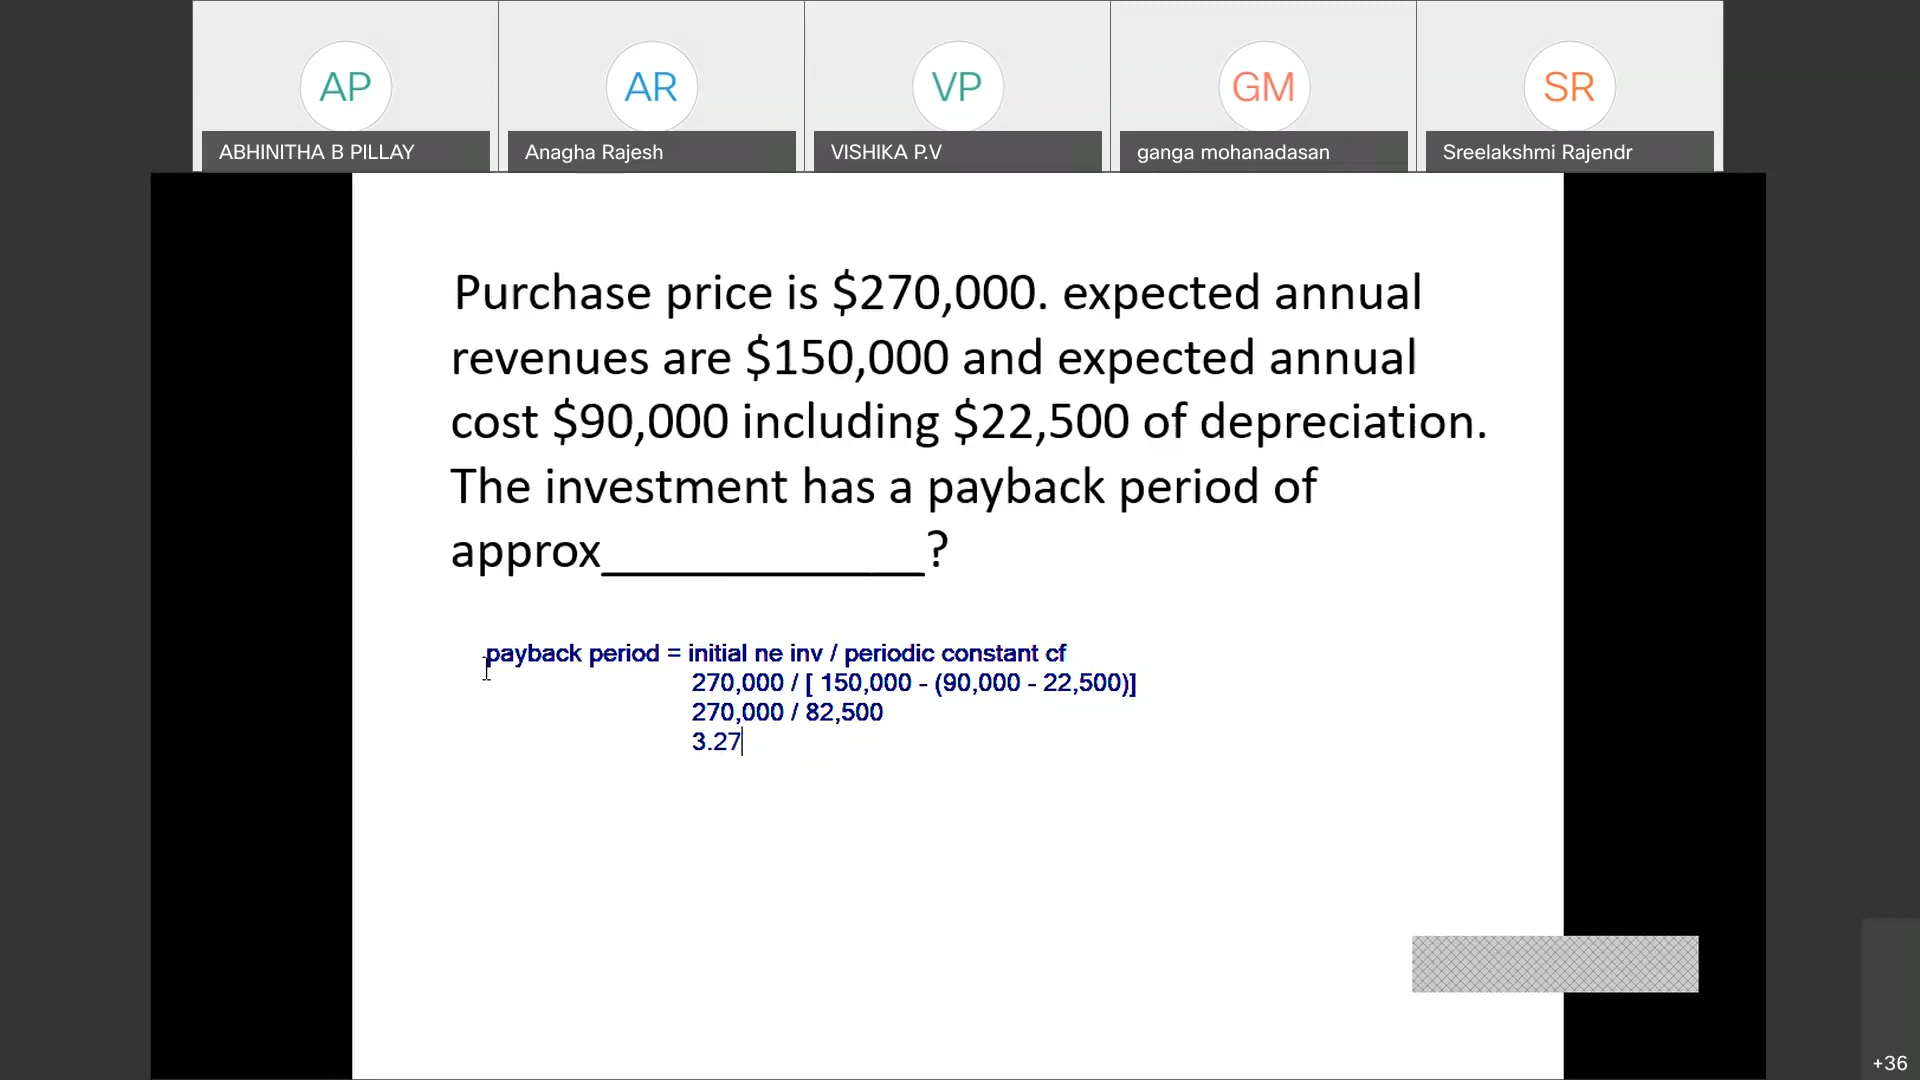 AP
AR
VP
GM
SR
ABHINITHA B PILLAY
Anagha Rajesh
VISHIKA P.V
ganga mohanadasan
Sreelakshmi Rajendr
Purchase price is $270,000. expected annual
revenues are $150,000 and expected annual
cost $90,000 including $22,500 of depreciation.
The investment has a payback period of
approx____________?
payback period = initial ne inv / periodic constant cf
270,000 / [ 150,000 - (90,000 - 22,500)]
270,000 / 82,500
3.27
+36